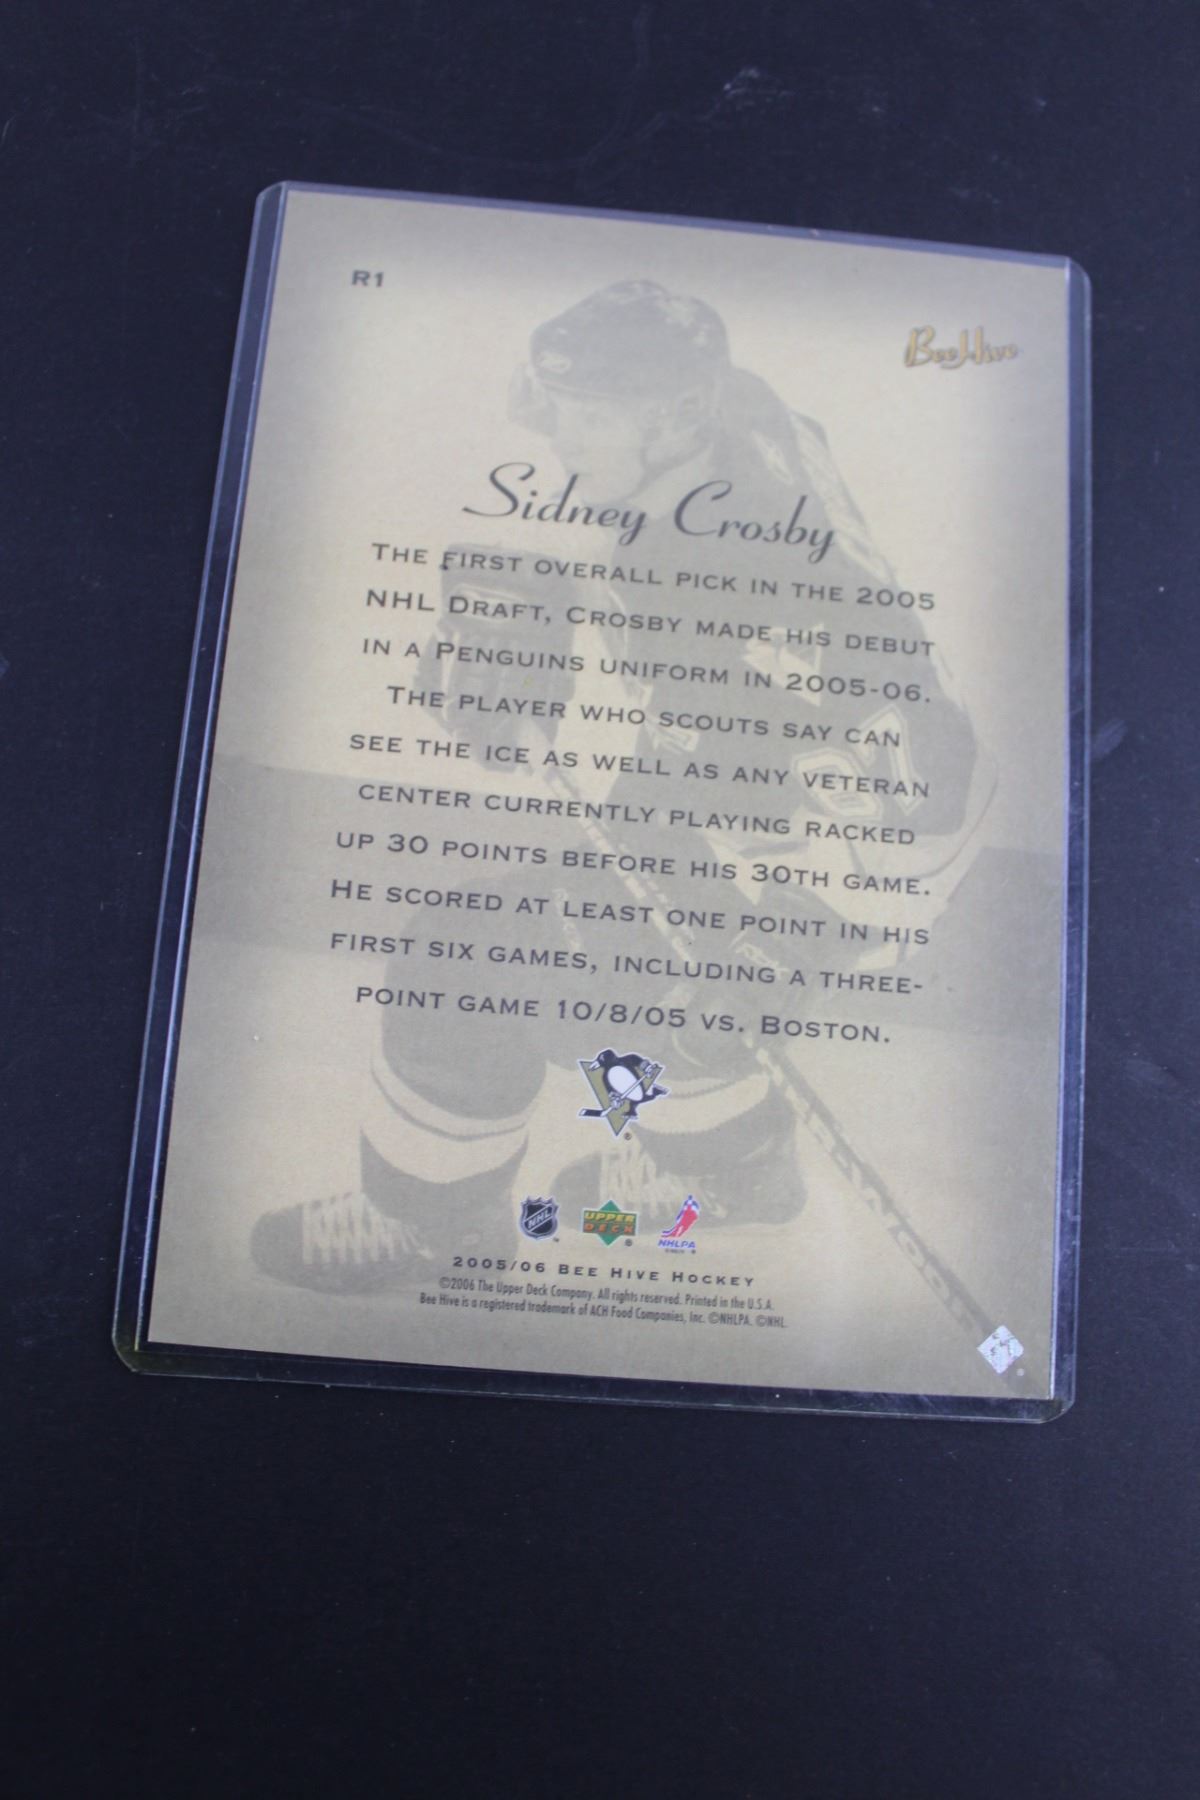 R1
BeeHive
Sidney Crosby
THE FIRST OVERALL PICK IN THE 2005
NHL DRAFT, CROSBY MADE HIS DEBUT
IN A PENGUINS UNIFORM IN 2005-06.
THE PLAYER WHO SCOUTS SAY CAN
SEE THE ICE AS WELL AS ANY VETERAN
CENTER CURRENTLY PLAYING RACKED
UP 30 POINTS BEFORE HIS 30TH GAME.
HE SCORED AT LEAST ONE POINT IN HIS
FIRST SIX GAMES, INCLUDING A THREE-
POINT GAME 10/8/05 VS. BOSTON.
NHL
UPPER
DECK
NHLPA
2005/06 BEE HIVE HOCKEY
©2006 The Upper Deck Company. All rights reserved. Printed in the U.S.A.
Bee Hive is a registered trademark of ACH Food Companies, Inc. ©NHLPA. ©NHL.